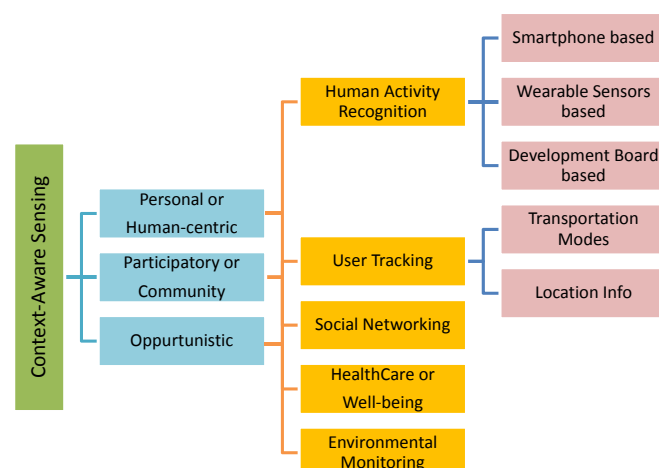 Context-Aware Sensing
Personal or
Human-centric
Participatory or
Community
Oppurtunistic
Human Activity
Recognition
User Tracking
Social Networking
HealthCare or
Well-being
Environmental
Monitoring
Smartphone based
Wearable Sensors
based
Development Board
based
Transportation
Modes
Location Info